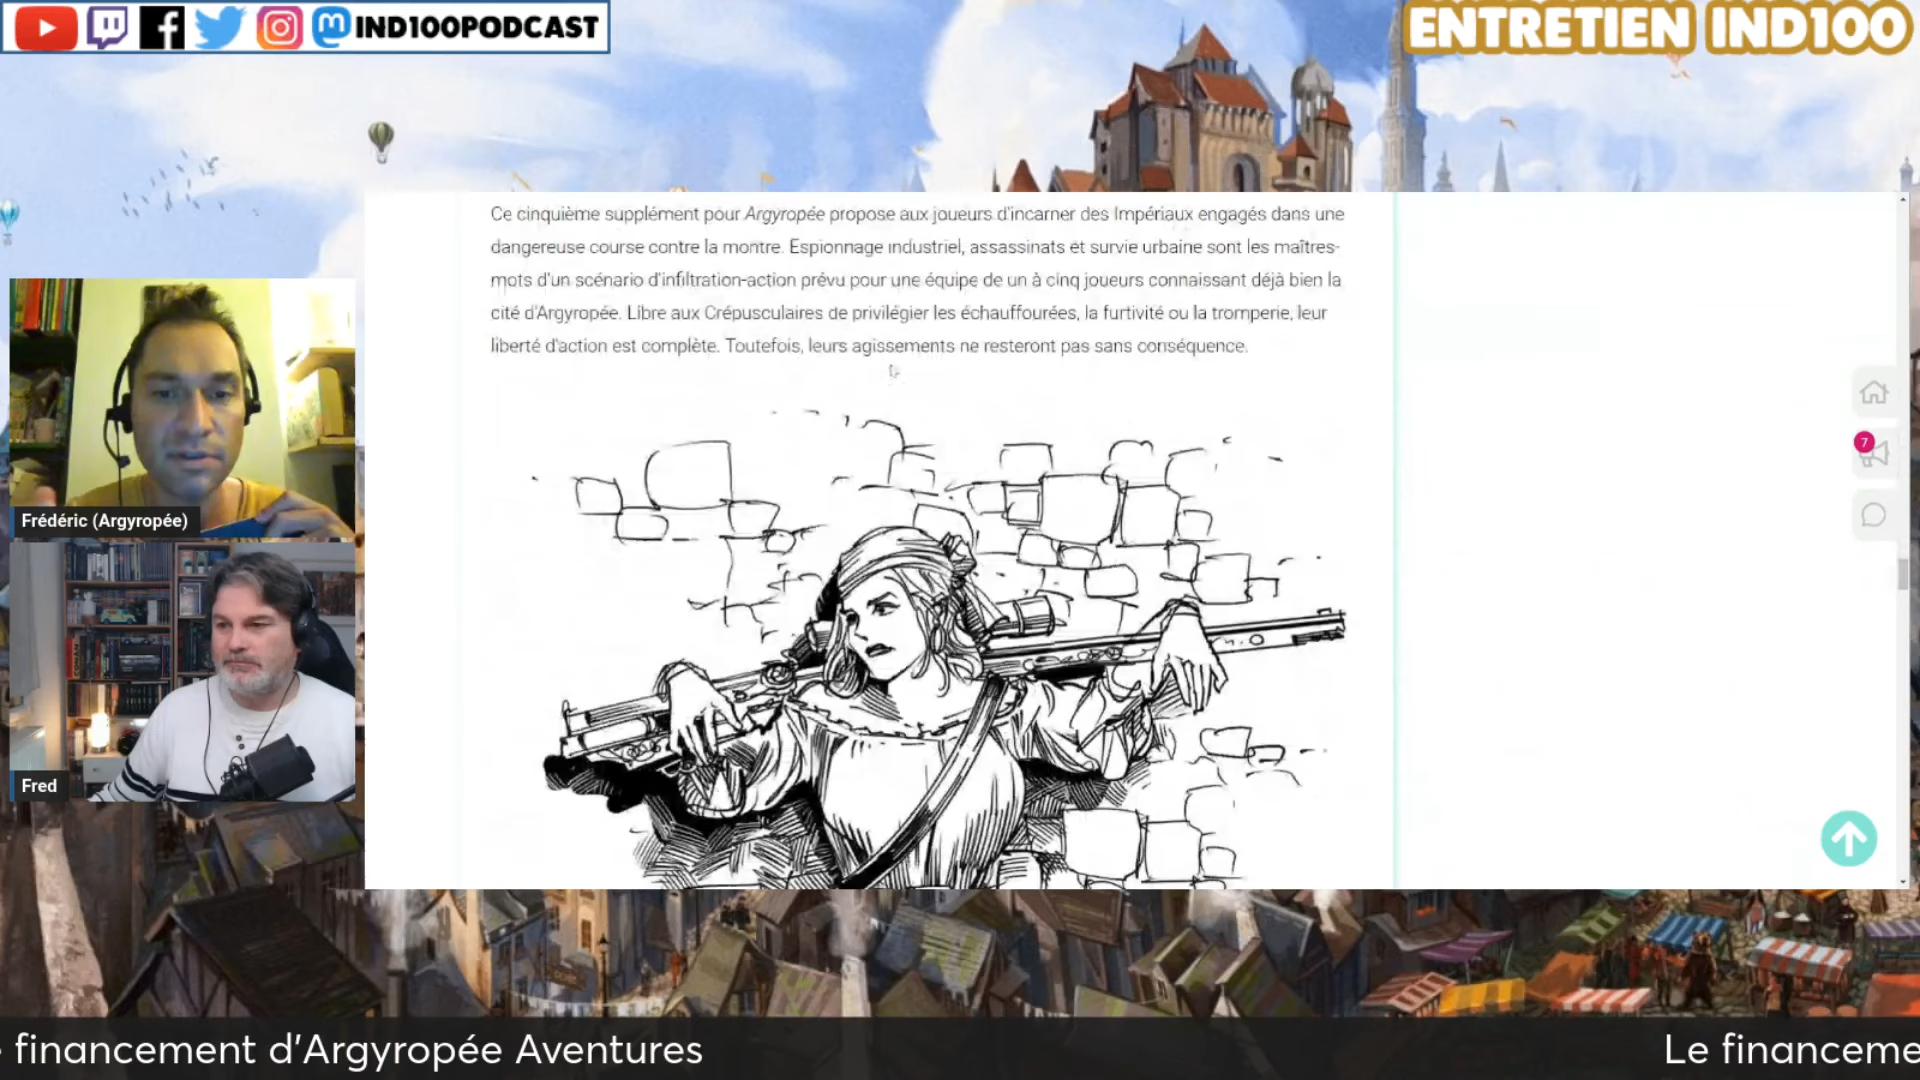 IND100PODCAST
ENTRETIEN IND100
Ce cinquième supplément pour Argyropée propose aux joueurs d'incarner des Impériaux engagés dans une
dangereuse course contre la montre. Espionnage industriel, assassinats et survie urbaine sont les maîtres-
mots d'un scénario d'infiltration-action prévu pour une équipe de un à cinq joueurs connaissant déjà bien la
cité d'Argyropée. Libre aux Crépusculaires de privilégier les échauffourées, la furtivité ou la tromperie, leur
liberté d'action est complète. Toutefois, leurs agissements ne resteront pas sans conséquence.
7
Frédéric (Argyropée)
CONAN
Fred
financement d'Argyropée Aventures
Le financeme